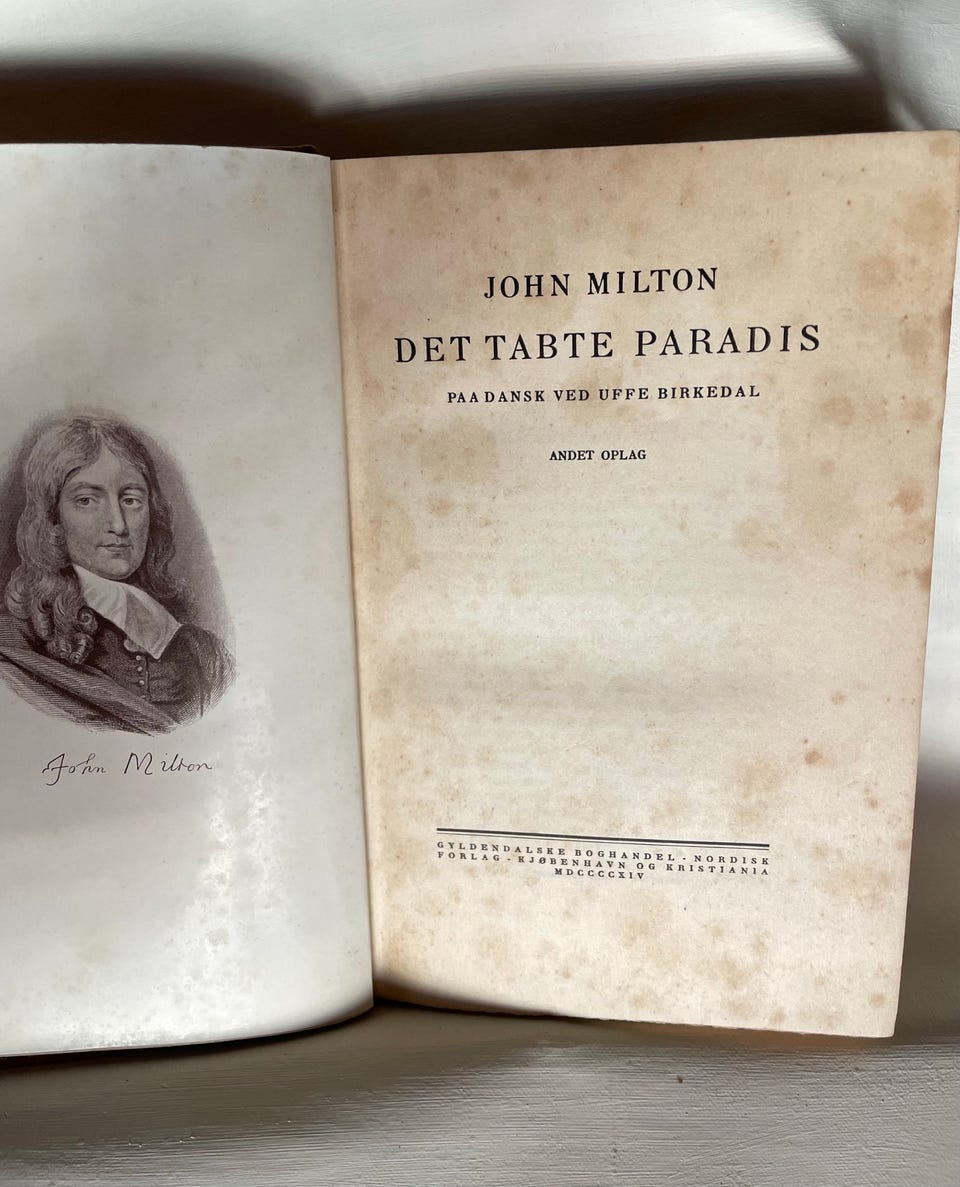 John Milton
JOHN MILTON
DET TABTE PARADIS
PAA DANSK VED UFFE BIRKEDAL
ANDET OPLAG
GYLDENDALSKE BOGHANDEL - NORDISK
FORLAG - KJØBENHAVN OG KRISTIANIA
MDCCCCXIV